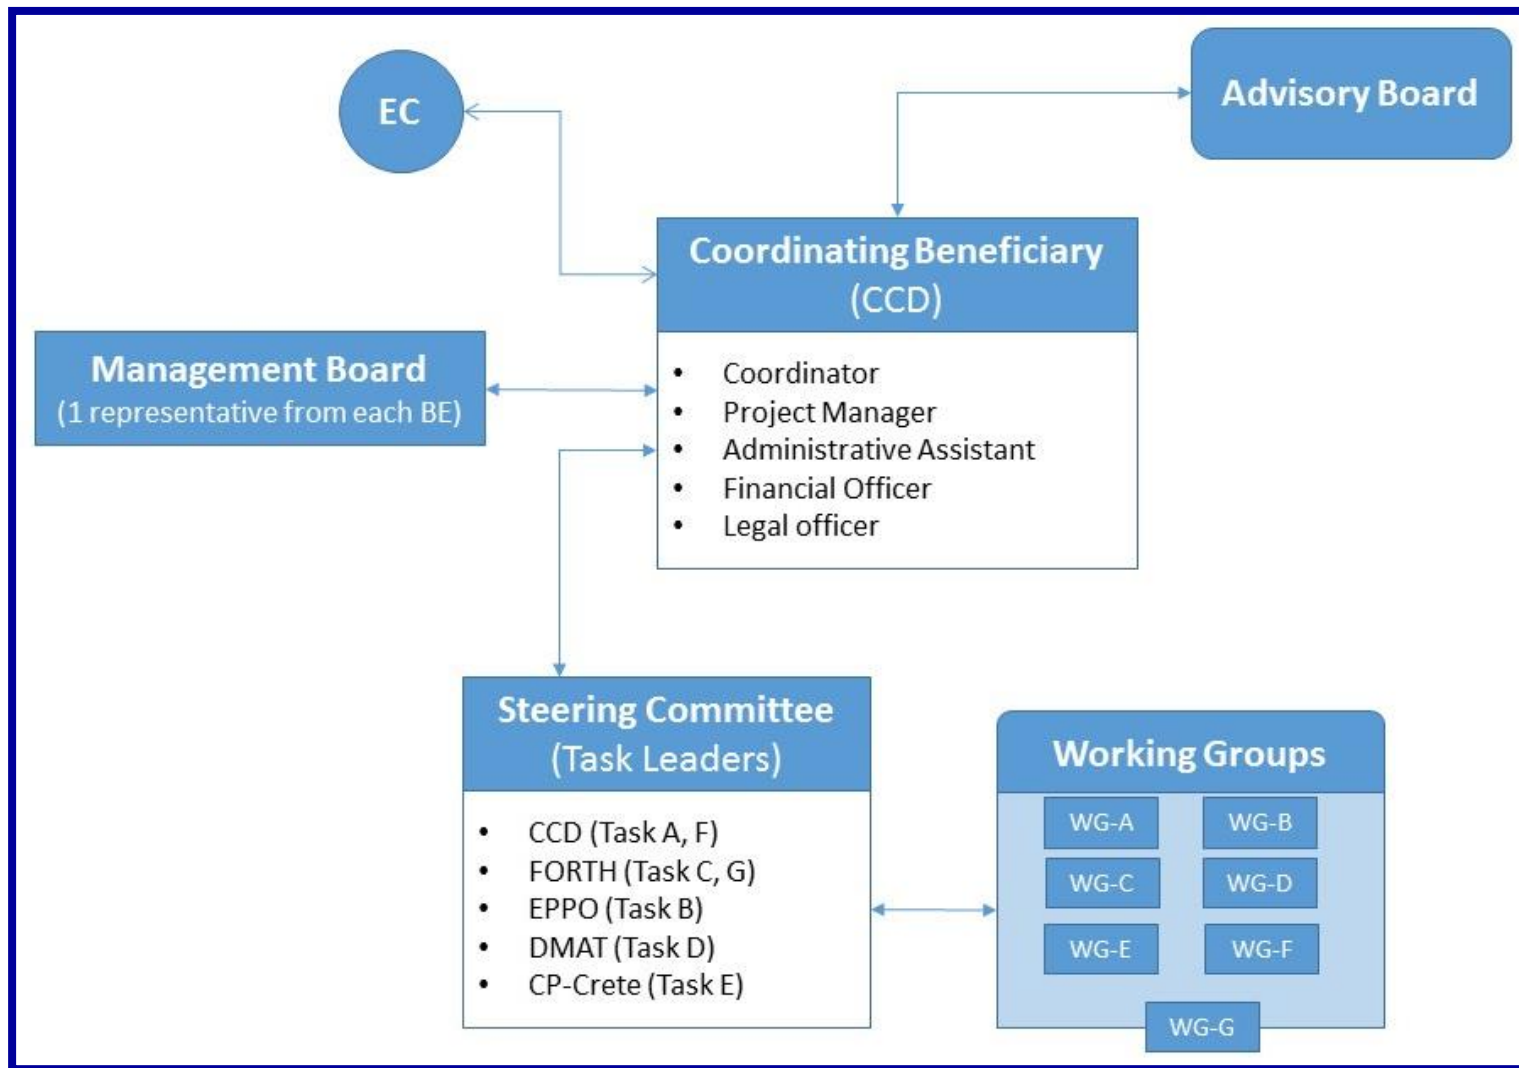 EC
Advisory Board
Coordinating Beneficiary
(CCD)
• Coordinator
• Project Manager
• Administrative Assistant
• Financial Officer
• Legal officer
Management Board
(1 representative from each BE)
Steering Committee
(Task Leaders)
• CCD (Task A, F)
• FORTH (Task C, G)
• EPPO (Task B)
• DMAT (Task D)
• CP-Crete (Task E)
Working Groups
WG-A
WG-B
WG-C
WG-D
WG-E
WG-F
WG-G